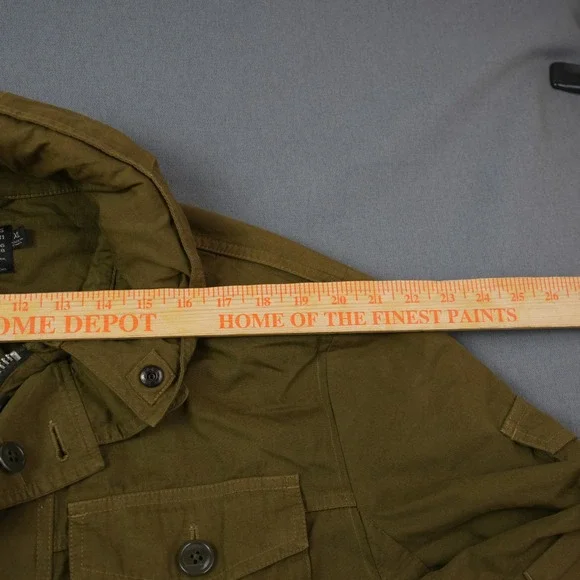 XL
12 13 14 15 16 17 18 19 20 21 22 23 24 25 26
OME DEPOT HOME OF THE FINEST PAINTS